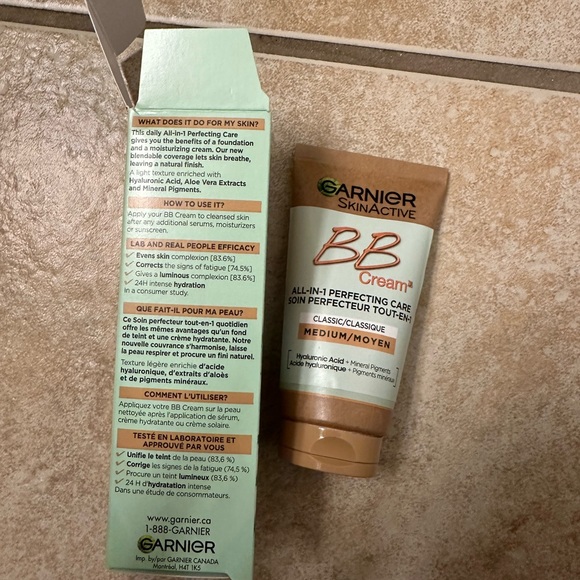 WHAT DOES IT DO FOR MY SKIN?
This daily All-in-1 Perfecting Care
gives you the benefits of a foundation
and a moisturizing cream. Our new
blendable coverage lets skin breathe,
leaving a natural finish.
A light texture enriched with
Hyaluronic Acid, Aloe Vera Extracts
and Mineral Pigments.
HOW TO USE IT?
Apply your BB Cream to cleansed skin
after any additional serums, moisturizers
or sunscreen.
LAB AND REAL PEOPLE EFFICACY
✓ Evens skin complexion [83.6%]
✓ Corrects the signs of fatigue [74.5%]
✓ Gives a luminous complexion [83.6%]
✓ 24H intense hydration
In a consumer study.
QUE FAIT-IL POUR MA PEAU?
Ce Soin perfecteur tout-en-1 quotidien
offre les mêmes avantages qu'un fond
de teint et une crème hydratante. Notre
nouvelle couvrance s'harmonise, laisse
la peau respirer et procure un fini naturel.
Texture légère enrichie d'acide
hyaluronique, d'extraits d'aloès
et de pigments minéraux.
COMMENT L'UTILISER?
Appliquez votre BB Cream sur la peau
nettoyée après l'application de sérum,
crème hydratante ou crème solaire.
TESTÉ EN LABORATOIRE ET
APPROUVÉ PAR VOUS
✓ Unifie le teint de la peau (83,6 %)
✓ Corrige les signes de la fatigue (74,5 %)
✓ Procure un teint lumineux (83,6 %)
✓ 24 H d'hydratation intense
Dans une étude de consommateurs.
www.garnier.ca
1-888-GARNIER
GARNIER
Imp. by/par GARNIER CANADA
Montréal, H4T 1K5
GARNIER
SKINACTIVE
BB
Cream
ALL-IN-1 PERFECTING CARE
SOIN PERFECTEUR TOUT-EN-1
CLASSIC/CLASSIQUE
MEDIUM/MOYEN
Hyaluronic Acid + Mineral Pigments
Acide hyaluronique + Pigments minéraux